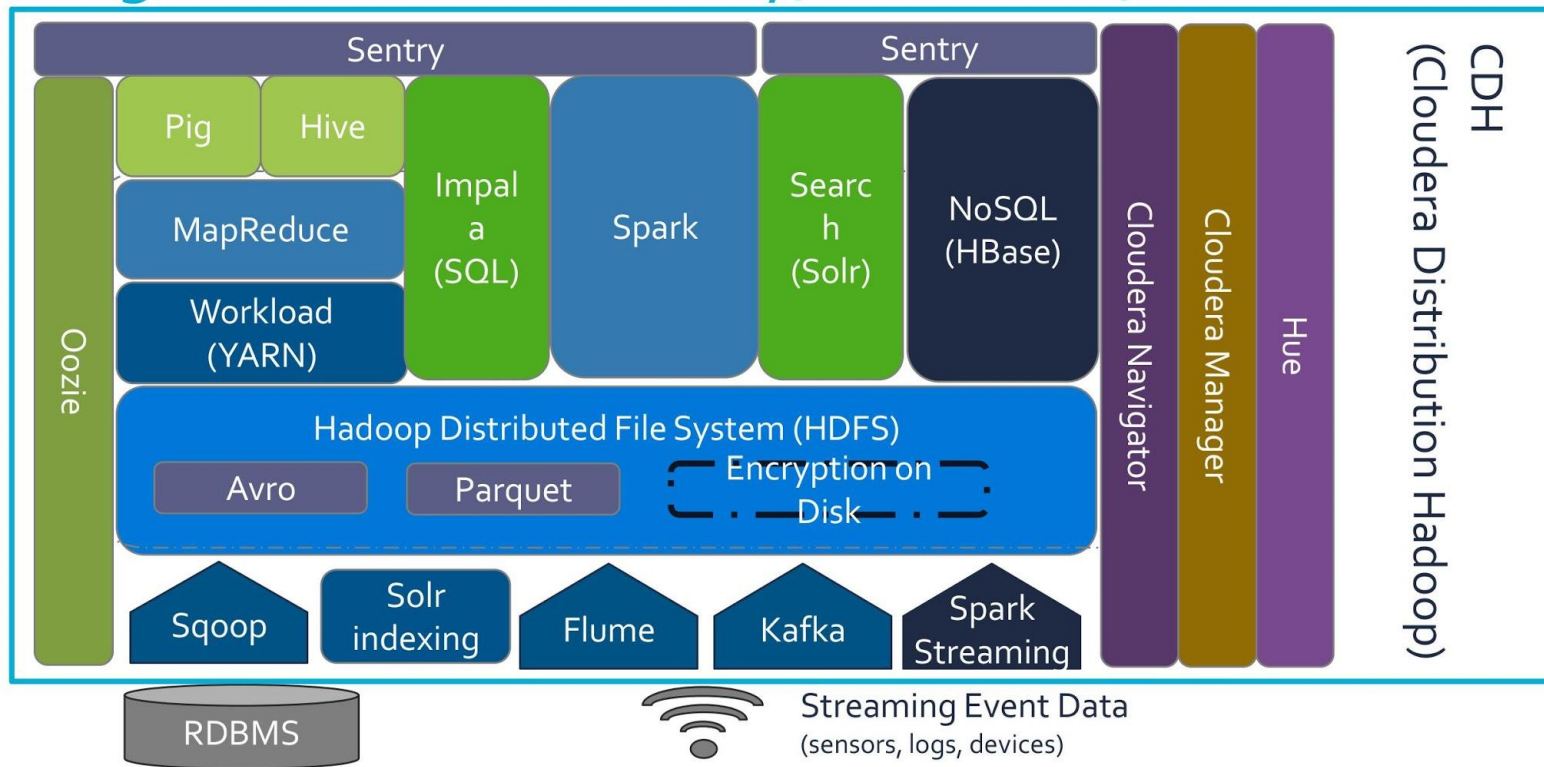 Sentry
Sentry
Pig
Hive
Impal
a
(SQL)
Spark
Searc
h
(Solr)
NoSQL
(HBase)
MapReduce
Workload
(YARN)
Oozie
Hadoop Distributed File System (HDFS)
Avro
Parquet
Encryption on
Disk
Sqoop
Solr
indexing
Flume
Kafka
Spark
Streaming
Cloudera Navigator
Cloudera Manager
Hue
CDH
(Cloudera Distribution Hadoop)
RDBMS
Streaming Event Data
(sensors, logs, devices)